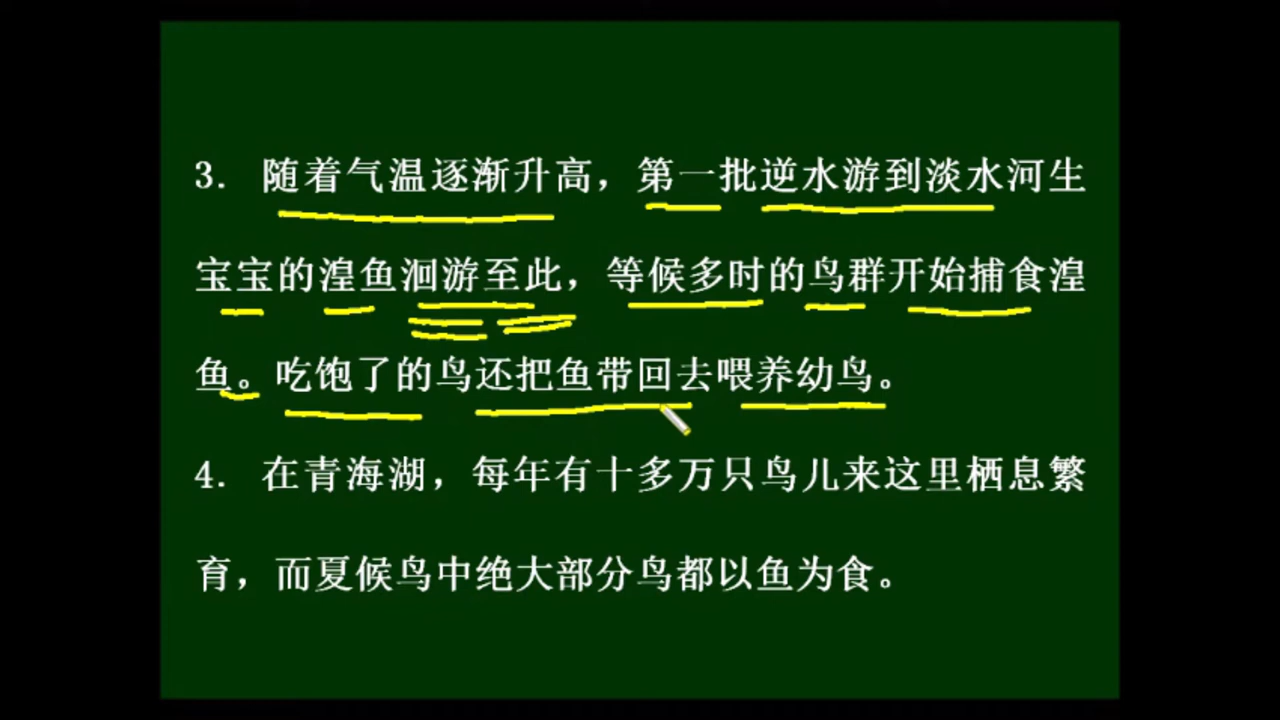 3. 随着气温逐渐升高，第一批逆水游到淡水河生
宝宝的湟鱼洄游至此，等候多时的鸟群开始捕食湟
鱼。吃饱了的鸟还把鱼带回去喂养幼鸟。
4. 在青海湖，每年有十多万只鸟儿来这里栖息繁
育，而夏候鸟中绝大部分鸟都以鱼为食。